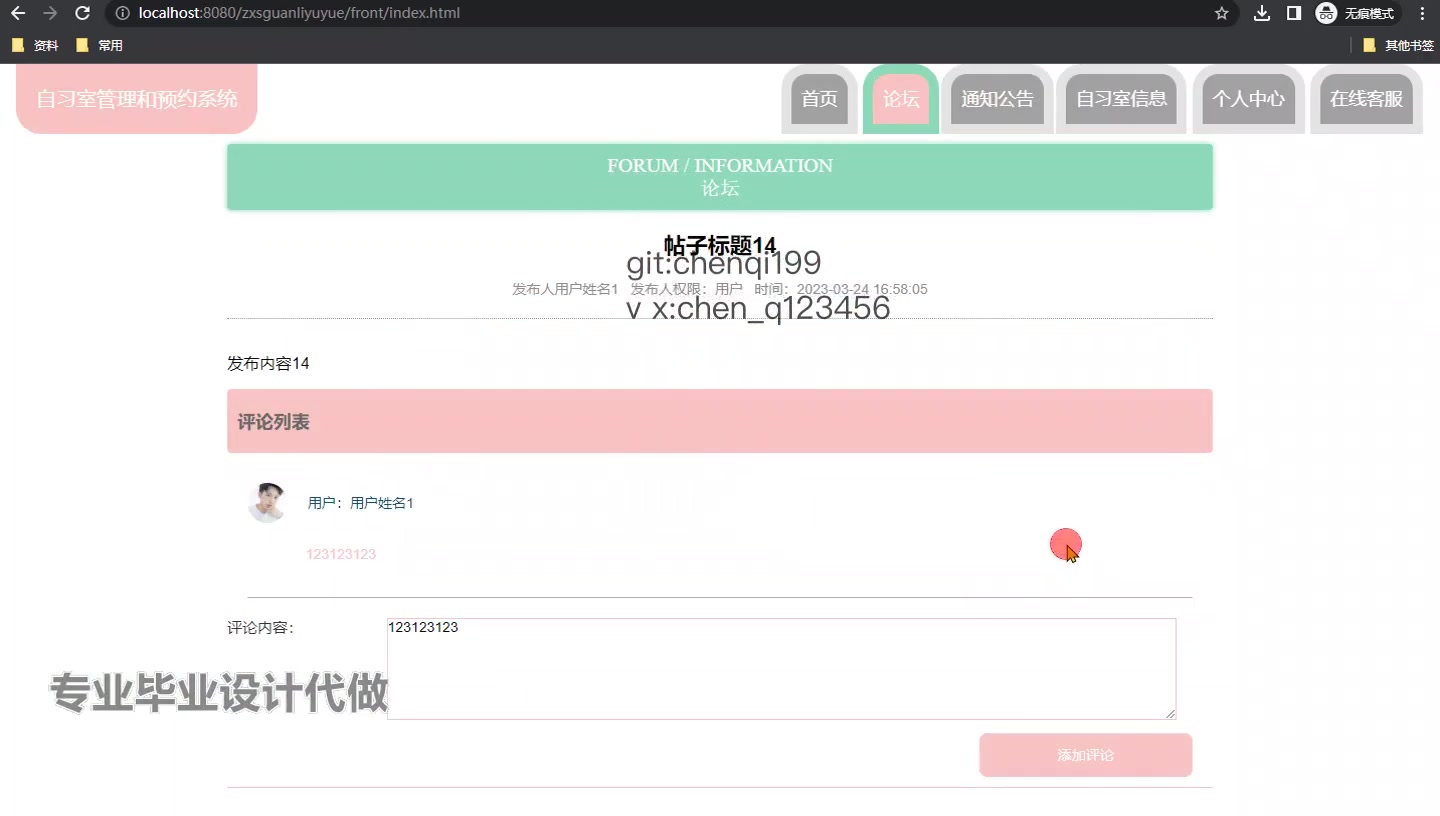 localhost:8080/zxsguanliyuyue/front/index.html
无痕模式
资料
常用
其他书签
自习室管理和预约系统
首页
论坛
通知公告
自习室信息
个人中心
在线客服
FORUM / INFORMATION
论坛
帖子标题14
git:chenqi199
发布人用户姓名1 发布人权限：用户 时间：2023-03-24 16:58:05
v x:chen_q123456
发布内容14
评论列表
用户：用户姓名1
123123123
评论内容：
123123123
专业毕业设计代做
添加评论